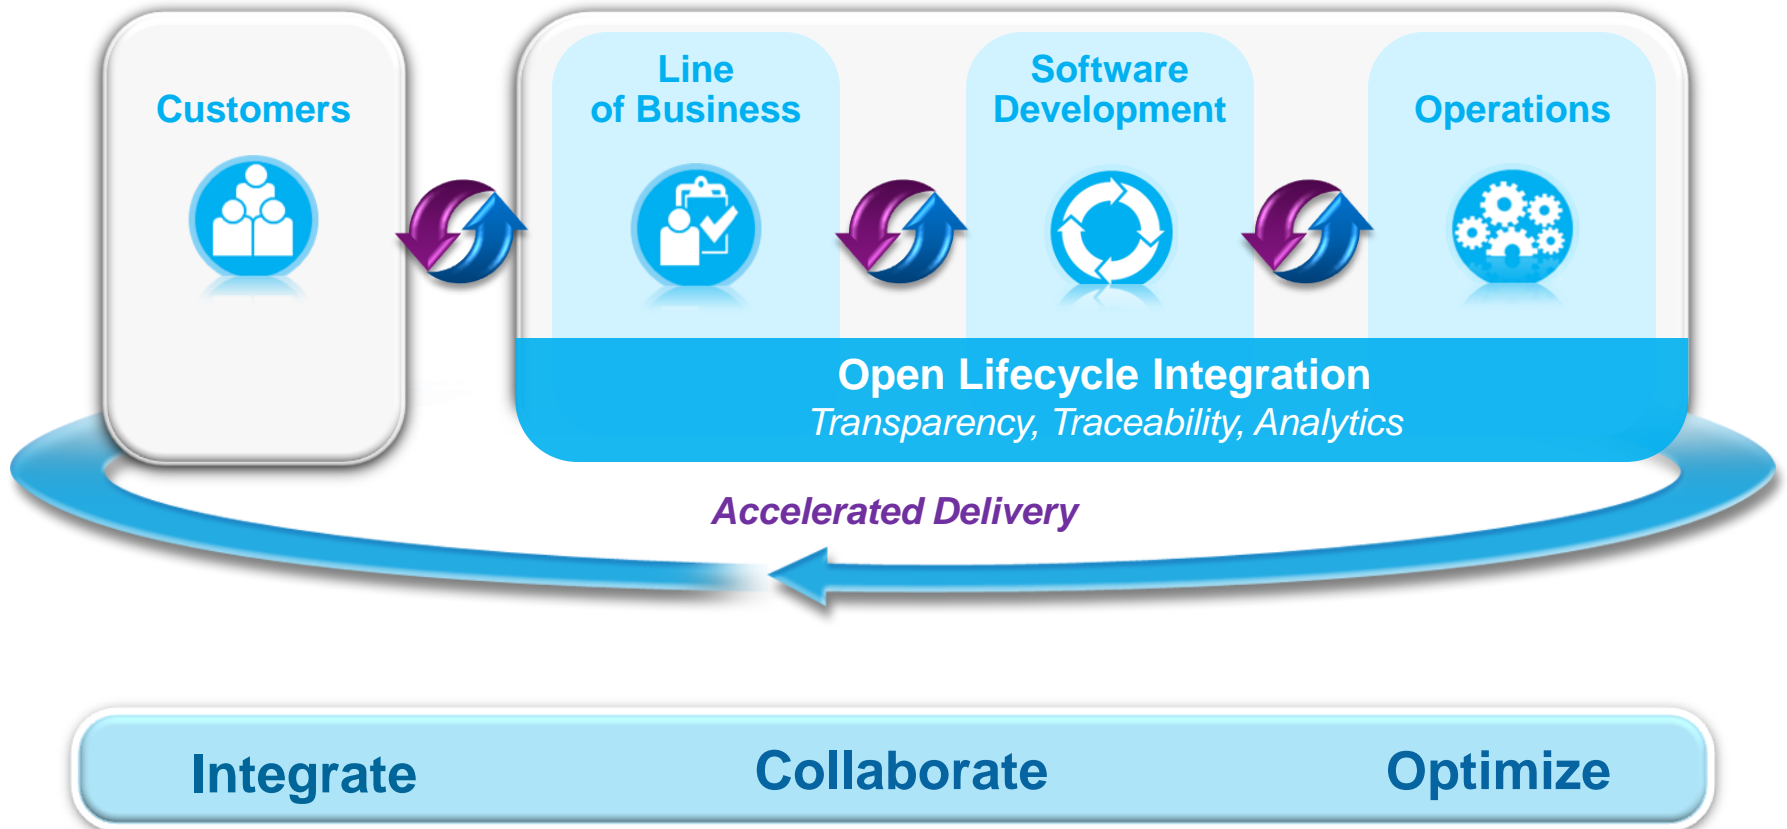 Customers
Line
of Business
Software
Development
Operations
Open Lifecycle Integration
Transparency, Traceability, Analytics
Accelerated Delivery
Integrate
Collaborate
Optimize